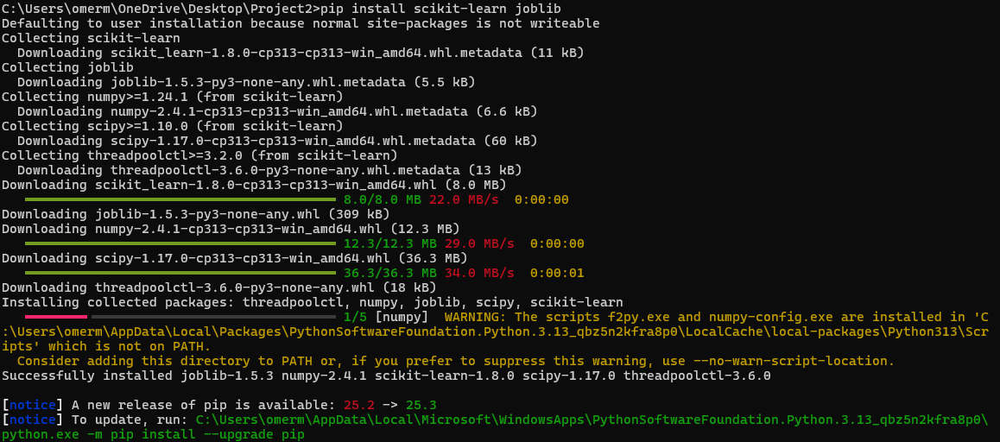 C:\Users\omerm\OneDrive\Desktop\Project2>pip install scikit-learn joblib
Defaulting to user installation because normal site-packages is not writeable
Collecting scikit-learn
  Downloading scikit_learn-1.8.0-cp313-cp313-win_amd64.whl.metadata (11 kB)
Collecting joblib
  Downloading joblib-1.5.3-py3-none-any.whl.metadata (5.5 kB)
Collecting numpy>=1.24.1 (from scikit-learn)
  Downloading numpy-2.4.1-cp313-cp313-win_amd64.whl.metadata (6.6 kB)
Collecting scipy>=1.10.0 (from scikit-learn)
  Downloading scipy-1.17.0-cp313-cp313-win_amd64.whl.metadata (60 kB)
Collecting threadpoolctl>=3.2.0 (from scikit-learn)
  Downloading threadpoolctl-3.6.0-py3-none-any.whl.metadata (13 kB)
Downloading scikit_learn-1.8.0-cp313-cp313-win_amd64.whl (8.0 MB)
8.0/8.0 MB 22.0 MB/s  0:00:00
Downloading joblib-1.5.3-py3-none-any.whl (309 kB)
Downloading numpy-2.4.1-cp313-cp313-win_amd64.whl (12.3 MB)
12.3/12.3 MB 29.0 MB/s  0:00:00
Downloading scipy-1.17.0-cp313-cp313-win_amd64.whl (36.3 MB)
36.3/36.3 MB 34.0 MB/s  0:00:01
Downloading threadpoolctl-3.6.0-py3-none-any.whl (18 kB)
Installing collected packages: threadpoolctl, numpy, joblib, scipy, scikit-learn
1/5 [numpy]  WARNING: The scripts f2py.exe and numpy-config.exe are installed in 'C
:\Users\omerm\AppData\Local\Packages\PythonSoftwareFoundation.Python.3.13_qbz5n2kfra8p0\LocalCache\local-packages\Python313\Scr
ipts' which is not on PATH.
  Consider adding this directory to PATH or, if you prefer to suppress this warning, use --no-warn-script-location.
Successfully installed joblib-1.5.3 numpy-2.4.1 scikit-learn-1.8.0 scipy-1.17.0 threadpoolctl-3.6.0
[notice] A new release of pip is available: 25.2 -> 25.3
[notice] To update, run: C:\Users\omerm\AppData\Local\Microsoft\WindowsApps\PythonSoftwareFoundation.Python.3.13_qbz5n2kfra8p0\
python.exe -m pip install --upgrade pip